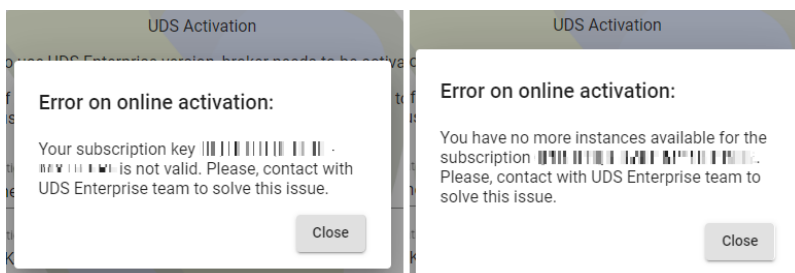 UDS Activation
Error on online activation:
Your subscription key
is not valid. Please, contact with
UDS Enterprise team to solve this issue.
Close
UDS Activation
Error on online activation:
You have no more instances available for the
subscription .
Please, contact with UDS Enterprise team to
solve this issue.
Close